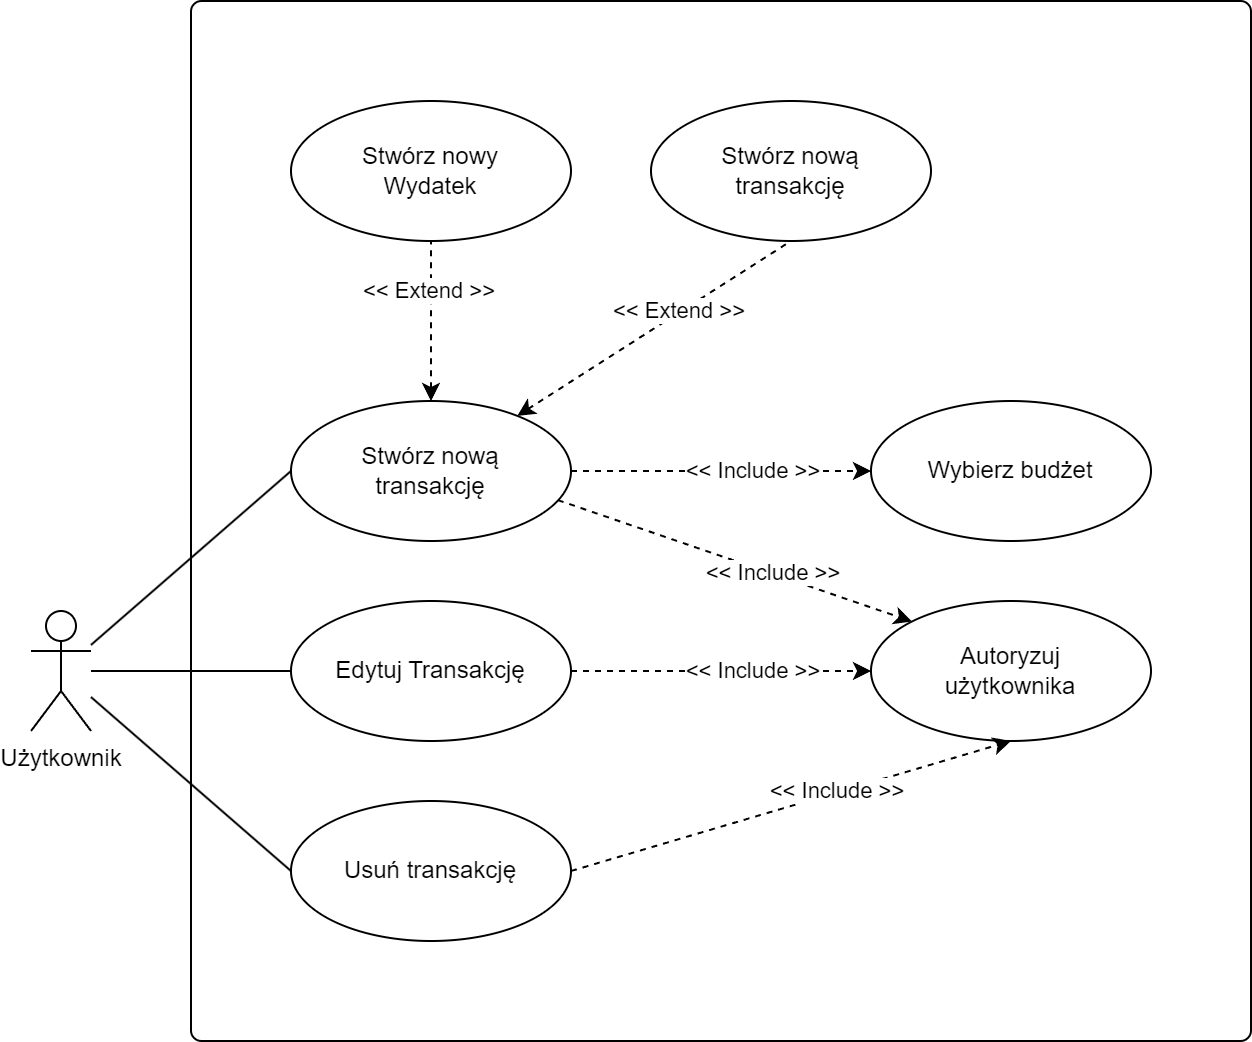 Stwórz nowy
Wydatek
Stwórz nową
transakcję
<< Extend >>
<< Extend >>
Stwórz nową
transakcję
<< Include >>
Wybierz budżet
<< Include >>
Edytuj Transakcję
<< Include >>
Autoryzuj
użytkownika
Użytkownik
<< Include >>
Usuń transakcję